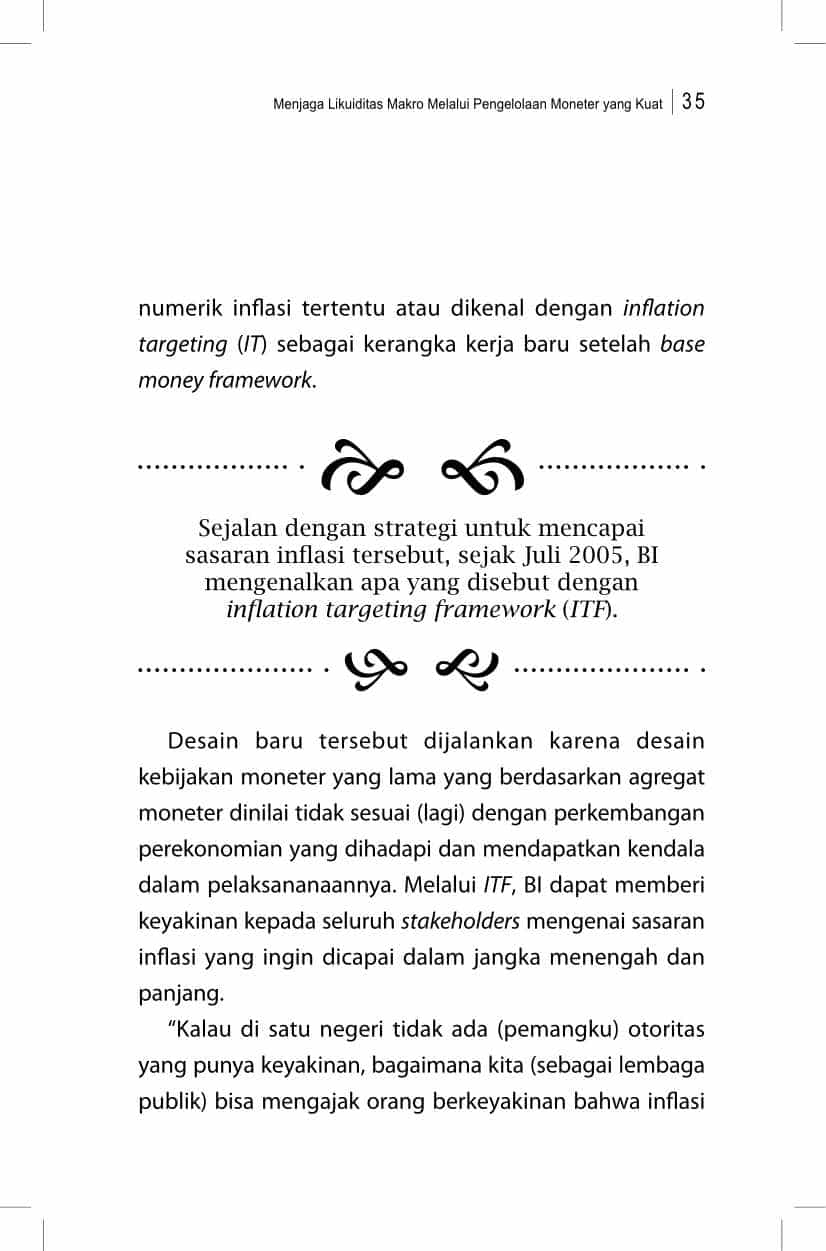 Menjaga Likuiditas Makro Melalui Pengelolaan Moneter yang Kuat | 35
numerik inflasi tertentu atau dikenal dengan inflation
targeting (IT) sebagai kerangka kerja baru setelah base
money framework.
Sejalan dengan strategi untuk mencapai
sasaran inflasi tersebut, sejak Juli 2005, BI
mengenalkan apa yang disebut dengan
inflation targeting framework (ITF).
Desain baru tersebut dijalankan karena desain
kebijakan moneter yang lama yang berdasarkan agregat
moneter dinilai tidak sesuai (lagi) dengan perkembangan
perekonomian yang dihadapi dan mendapatkan kendala
dalam pelaksananaannya. Melalui ITF, BI dapat memberi
keyakinan kepada seluruh stakeholders mengenai sasaran
inflasi yang ingin dicapai dalam jangka menengah dan
panjang.
“Kalau di satu negeri tidak ada (pemangku) otoritas
yang punya keyakinan, bagaimana kita (sebagai lembaga
publik) bisa mengajak orang berkeyakinan bahwa inflasi